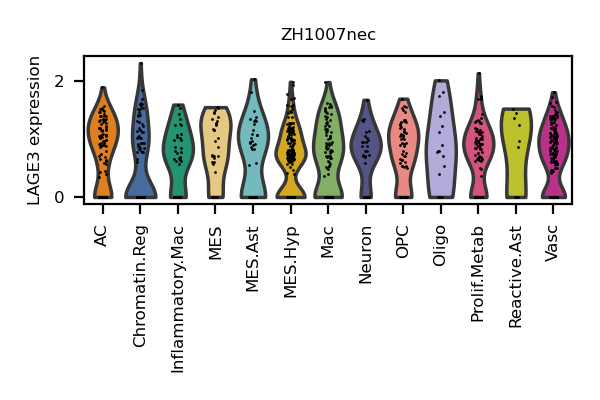 ZH1007nec
LAGE3 expression
2
0
AC
Chromatin.Reg
Inflammatory.Mac
MES
MES.Ast
MES.Hyp
Mac
Neuron
OPC
Oligo
Prolif.Metab
Reactive.Ast
Vasc